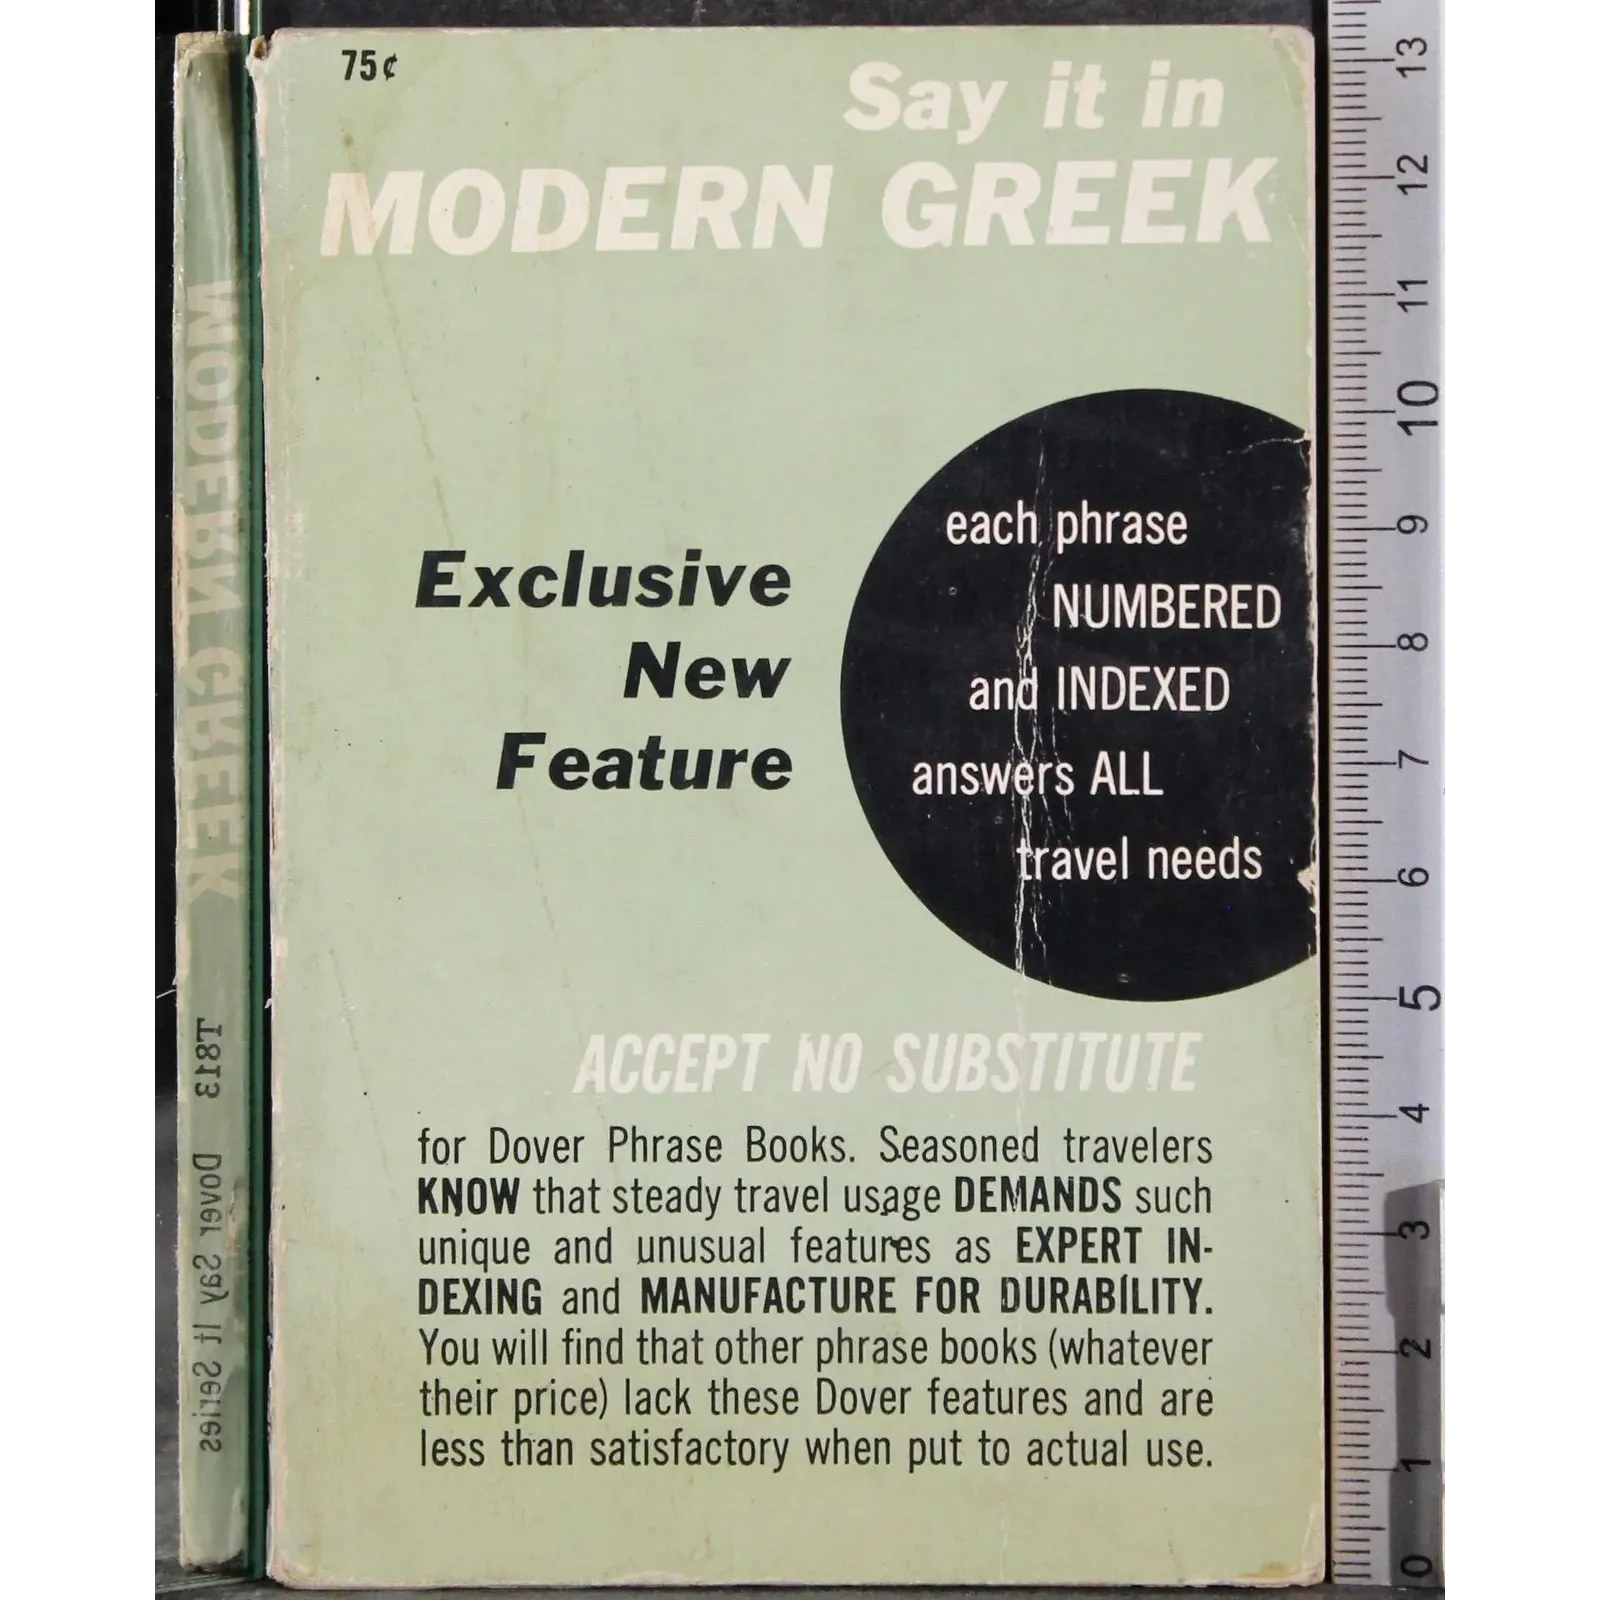 75¢
Say it in
MODERN GREEK
Exclusive
New
Feature
each phrase
NUMBERED
and INDEXED
answers ALL
travel needs
ACCEPT NO SUBSTITUTE
for Dover Phrase Books. Seasoned travelers
KNOW that steady travel usage DEMANDS such
unique and unusual features as EXPERT IN-
DEXING and MANUFACTURE FOR DURABILITY.
You will find that other phrase books (whatever
their price) lack these Dover features and are
less than satisfactory when put to actual use.
MODERN GREEK T813 Dover Say It Series
13
12
11
10
9
8
7
6
5
4
3
2
1
0